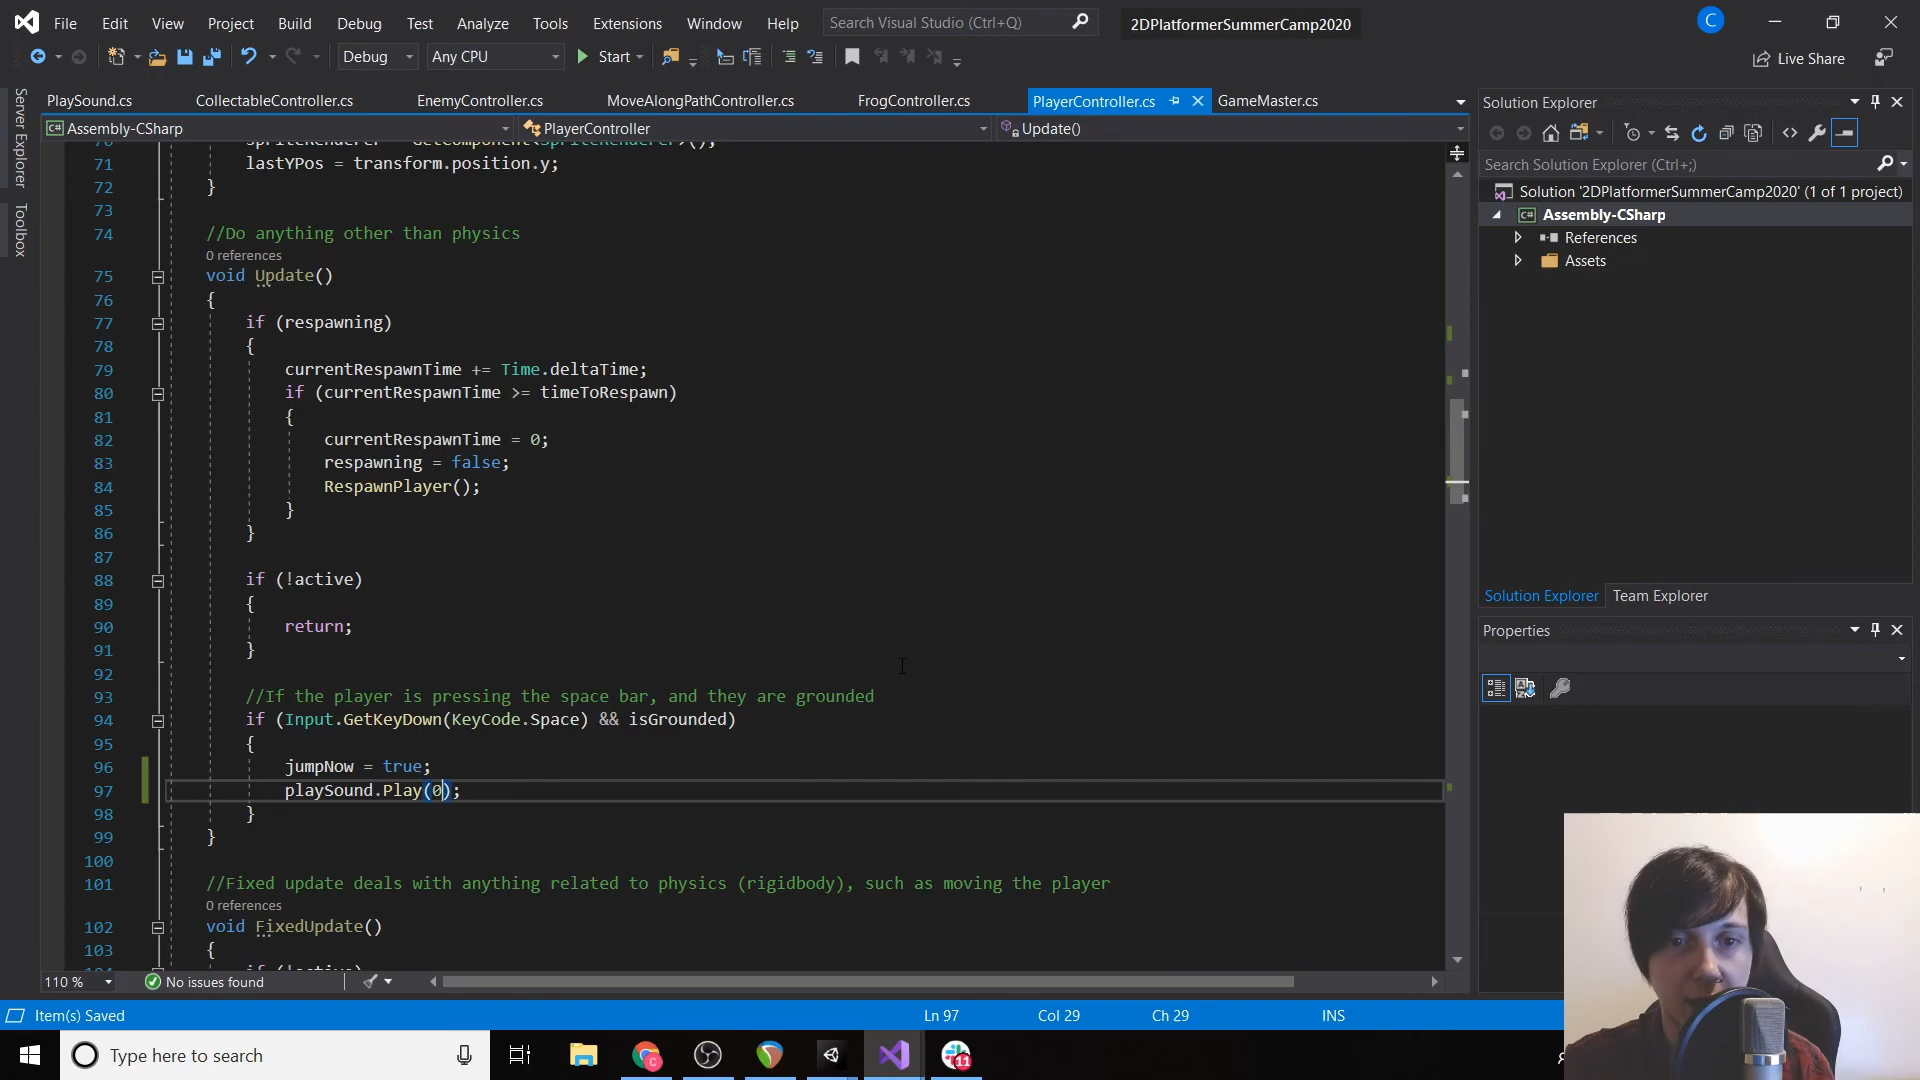 File Edit View Project Build Debug Test Analyze Tools Extensions Window Help Search Visual Studio (Ctrl+Q) 2DPlatformerSummerCamp2020 C
Debug Any CPU Start Live Share
PlaySound.cs CollectableController.cs EnemyController.cs MoveAlongPathController.cs FrogController.cs PlayerController.cs GameMaster.cs
Assembly-CSharp PlayerController Update()
Server Explorer
Toolbox
71 lastYPos = transform.position.y;
72 }
73
74 //Do anything other than physics
0 references
75 void Update()
76 {
77 if (respawning)
78 {
79 currentRespawnTime += Time.deltaTime;
80 if (currentRespawnTime >= timeToRespawn)
81 {
82 currentRespawnTime = 0;
83 respawning = false;
84 RespawnPlayer();
85 }
86 }
87
88 if (!active)
89 {
90 return;
91 }
92
93 //If the player is pressing the space bar, and they are grounded
94 if (Input.GetKeyDown(KeyCode.Space) && isGrounded)
95 {
96 jumpNow = true;
97 playSound.Play(0);
98 }
99 }
100
101 //Fixed update deals with anything related to physics (rigidbody), such as moving the player
0 references
102 void FixedUpdate()
103 {
110 % No issues found
Solution Explorer
Search Solution Explorer (Ctrl+;)
Solution '2DPlatformerSummerCamp2020' (1 of 1 project)
C# Assembly-CSharp
References
Assets
Solution Explorer Team Explorer
Properties
Item(s) Saved Ln 97 Col 29 Ch 29 INS
Type here to search 11